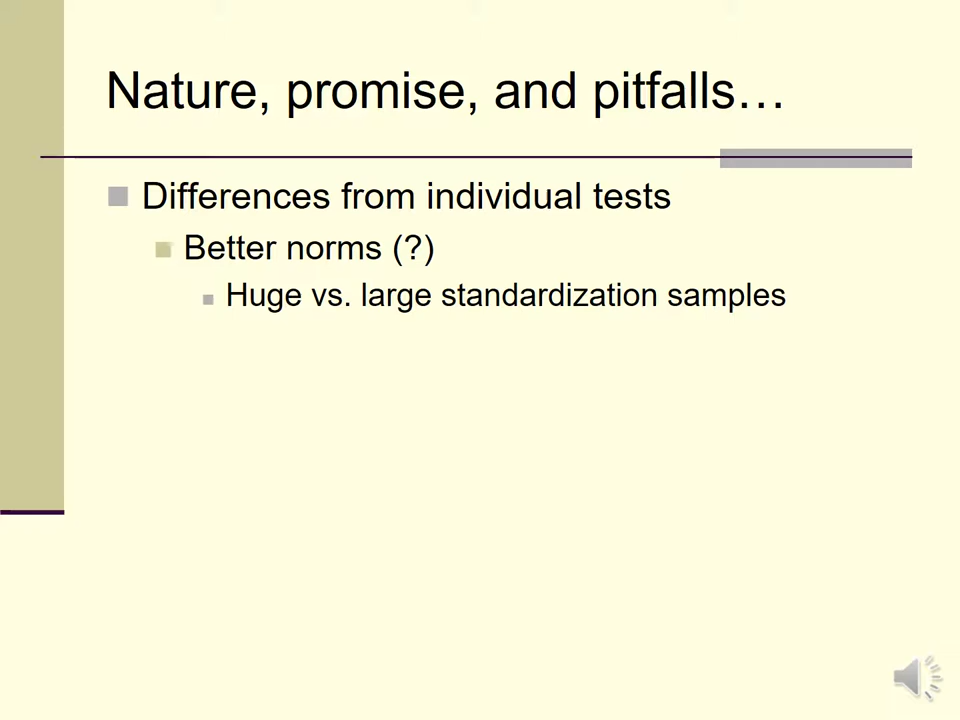 Nature, promise, and pitfalls…
Differences from individual tests
Better norms (?)
Huge vs. large standardization samples